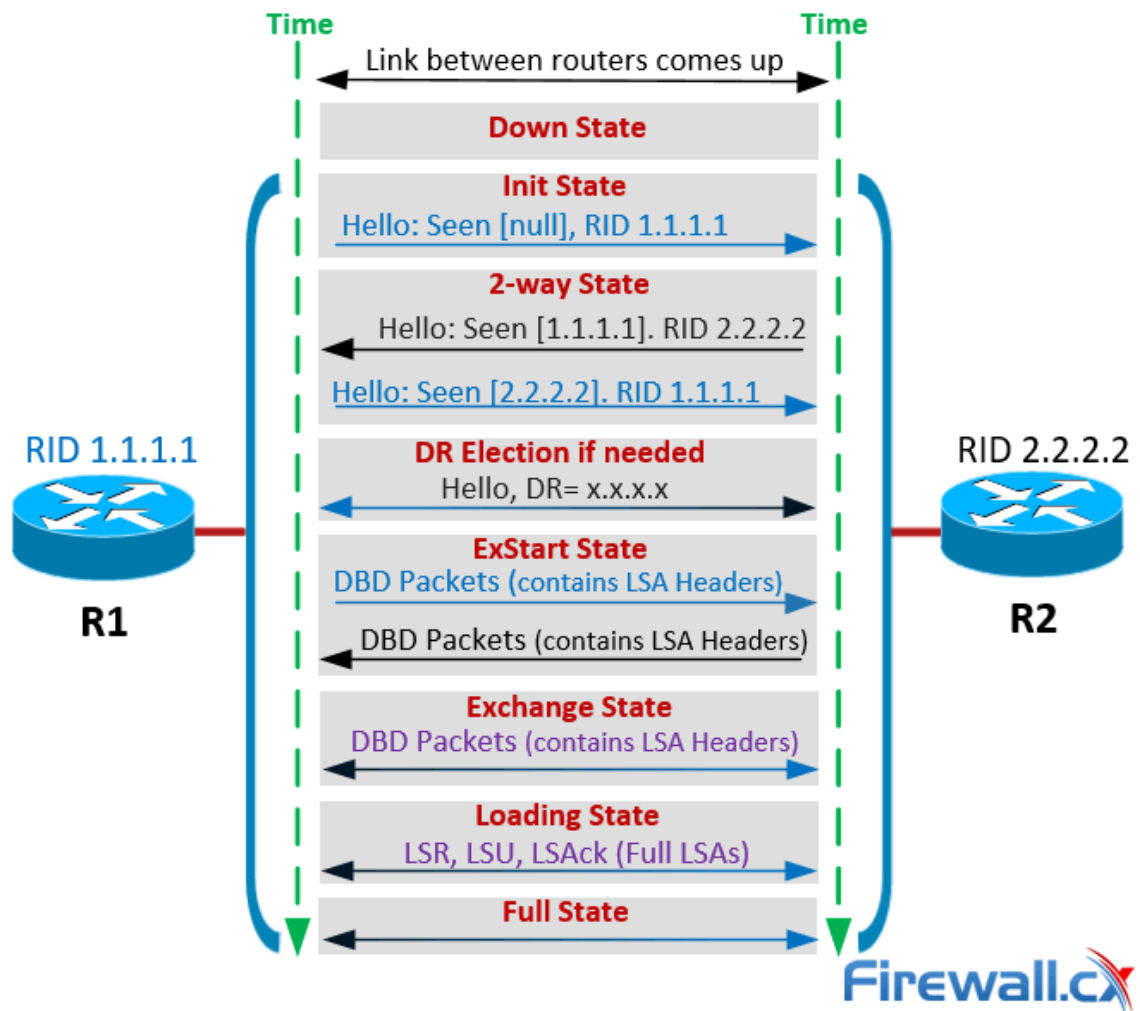 Time
Time
Link between routers comes up
Down State
Init State
Hello: Seen [null], RID 1.1.1.1
2-way State
Hello: Seen [1.1.1.1]. RID 2.2.2.2
Hello: Seen [2.2.2.2]. RID 1.1.1.1
DR Election if needed
Hello, DR= x.x.x.x
RID 1.1.1.1
RID 2.2.2.2
ExStart State
DBD Packets (contains LSA Headers)
DBD Packets (contains LSA Headers)
R1
R2
Exchange State
DBD Packets (contains LSA Headers)
Loading State
LSR, LSU, LSAck (Full LSAs)
Full State
Firewall.cx